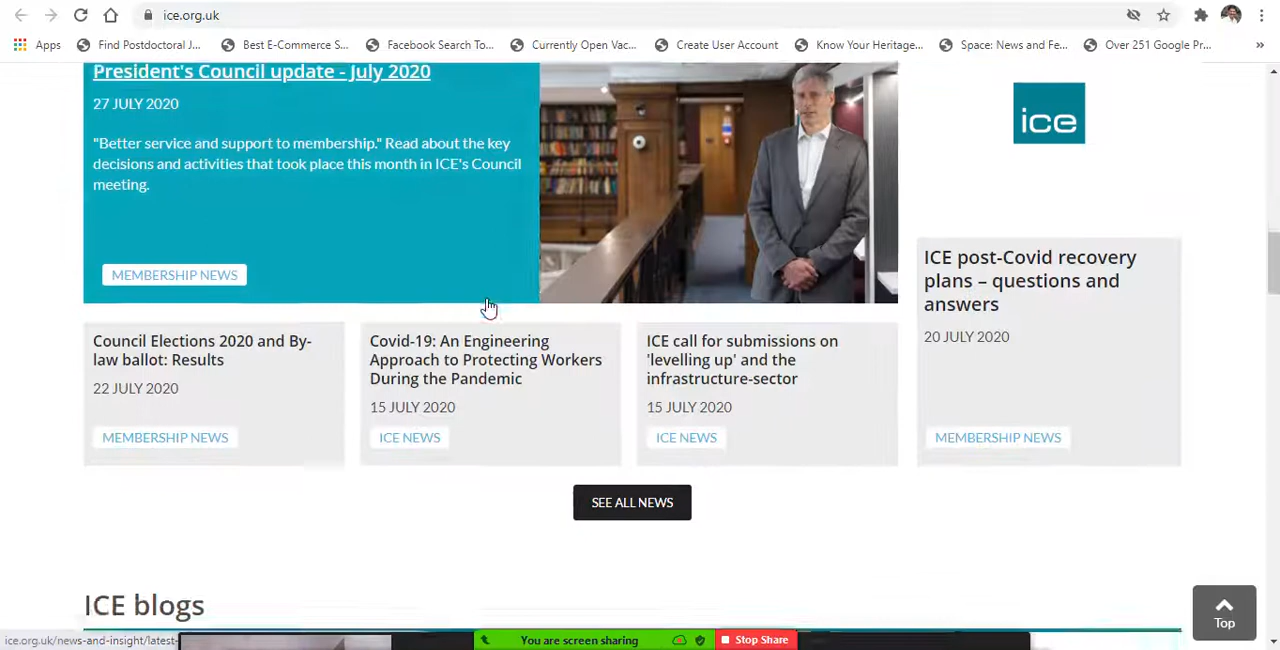 ice.org.uk
Apps
Find Postdoctoral J...
Best E-Commerce S...
Facebook Search To...
Currently Open Vac...
Create User Account
Know Your Heritage...
Space: News and Fe...
Over 251 Google Pr...
»
President's Council update - July 2020
27 JULY 2020
"Better service and support to membership." Read about the key
decisions and activities that took place this month in ICE's Council
meeting.
MEMBERSHIP NEWS
ice
ICE post-Covid recovery
plans – questions and
answers
20 JULY 2020
MEMBERSHIP NEWS
Council Elections 2020 and By-
law ballot: Results
22 JULY 2020
MEMBERSHIP NEWS
Covid-19: An Engineering
Approach to Protecting Workers
During the Pandemic
15 JULY 2020
ICE NEWS
ICE call for submissions on
'levelling up' and the
infrastructure-sector
15 JULY 2020
ICE NEWS
SEE ALL NEWS
ICE blogs
Top
ice.org.uk/news-and-insight/latest-
You are screen sharing
Stop Share